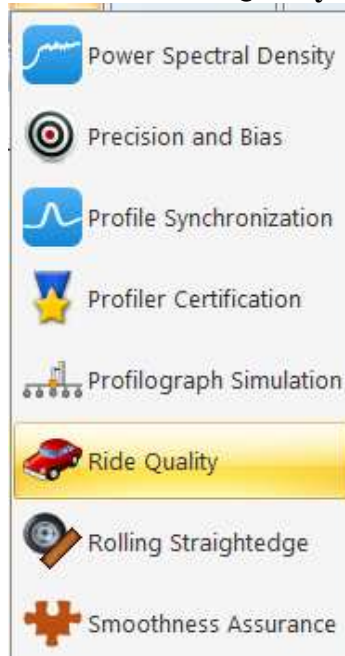 Power Spectral Density
Precision and Bias
Profile Synchronization
Profiler Certification
Profilograph Simulation
Ride Quality
Rolling Straightedge
Smoothness Assurance